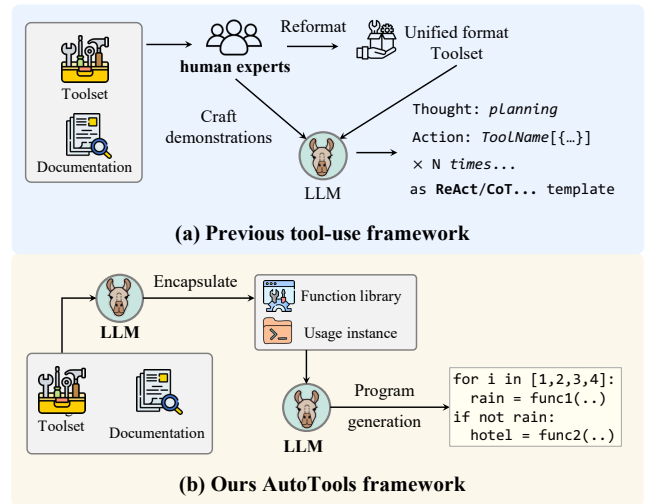 Toolset
Documentation
human experts
Reformat
Unified format
Toolset
Craft
demonstrations
LLM
Thought: planning
Action: ToolName[{…}]
× N times...
as ReAct/CoT... template
(a) Previous tool-use framework
LLM
Encapsulate
Function library
Usage instance
Toolset
Documentation
LLM
Program
generation
for i in [1,2,3,4]:
  rain = func1(..)
if not rain:
  hotel = func2(..)
(b) Ours AutoTools framework